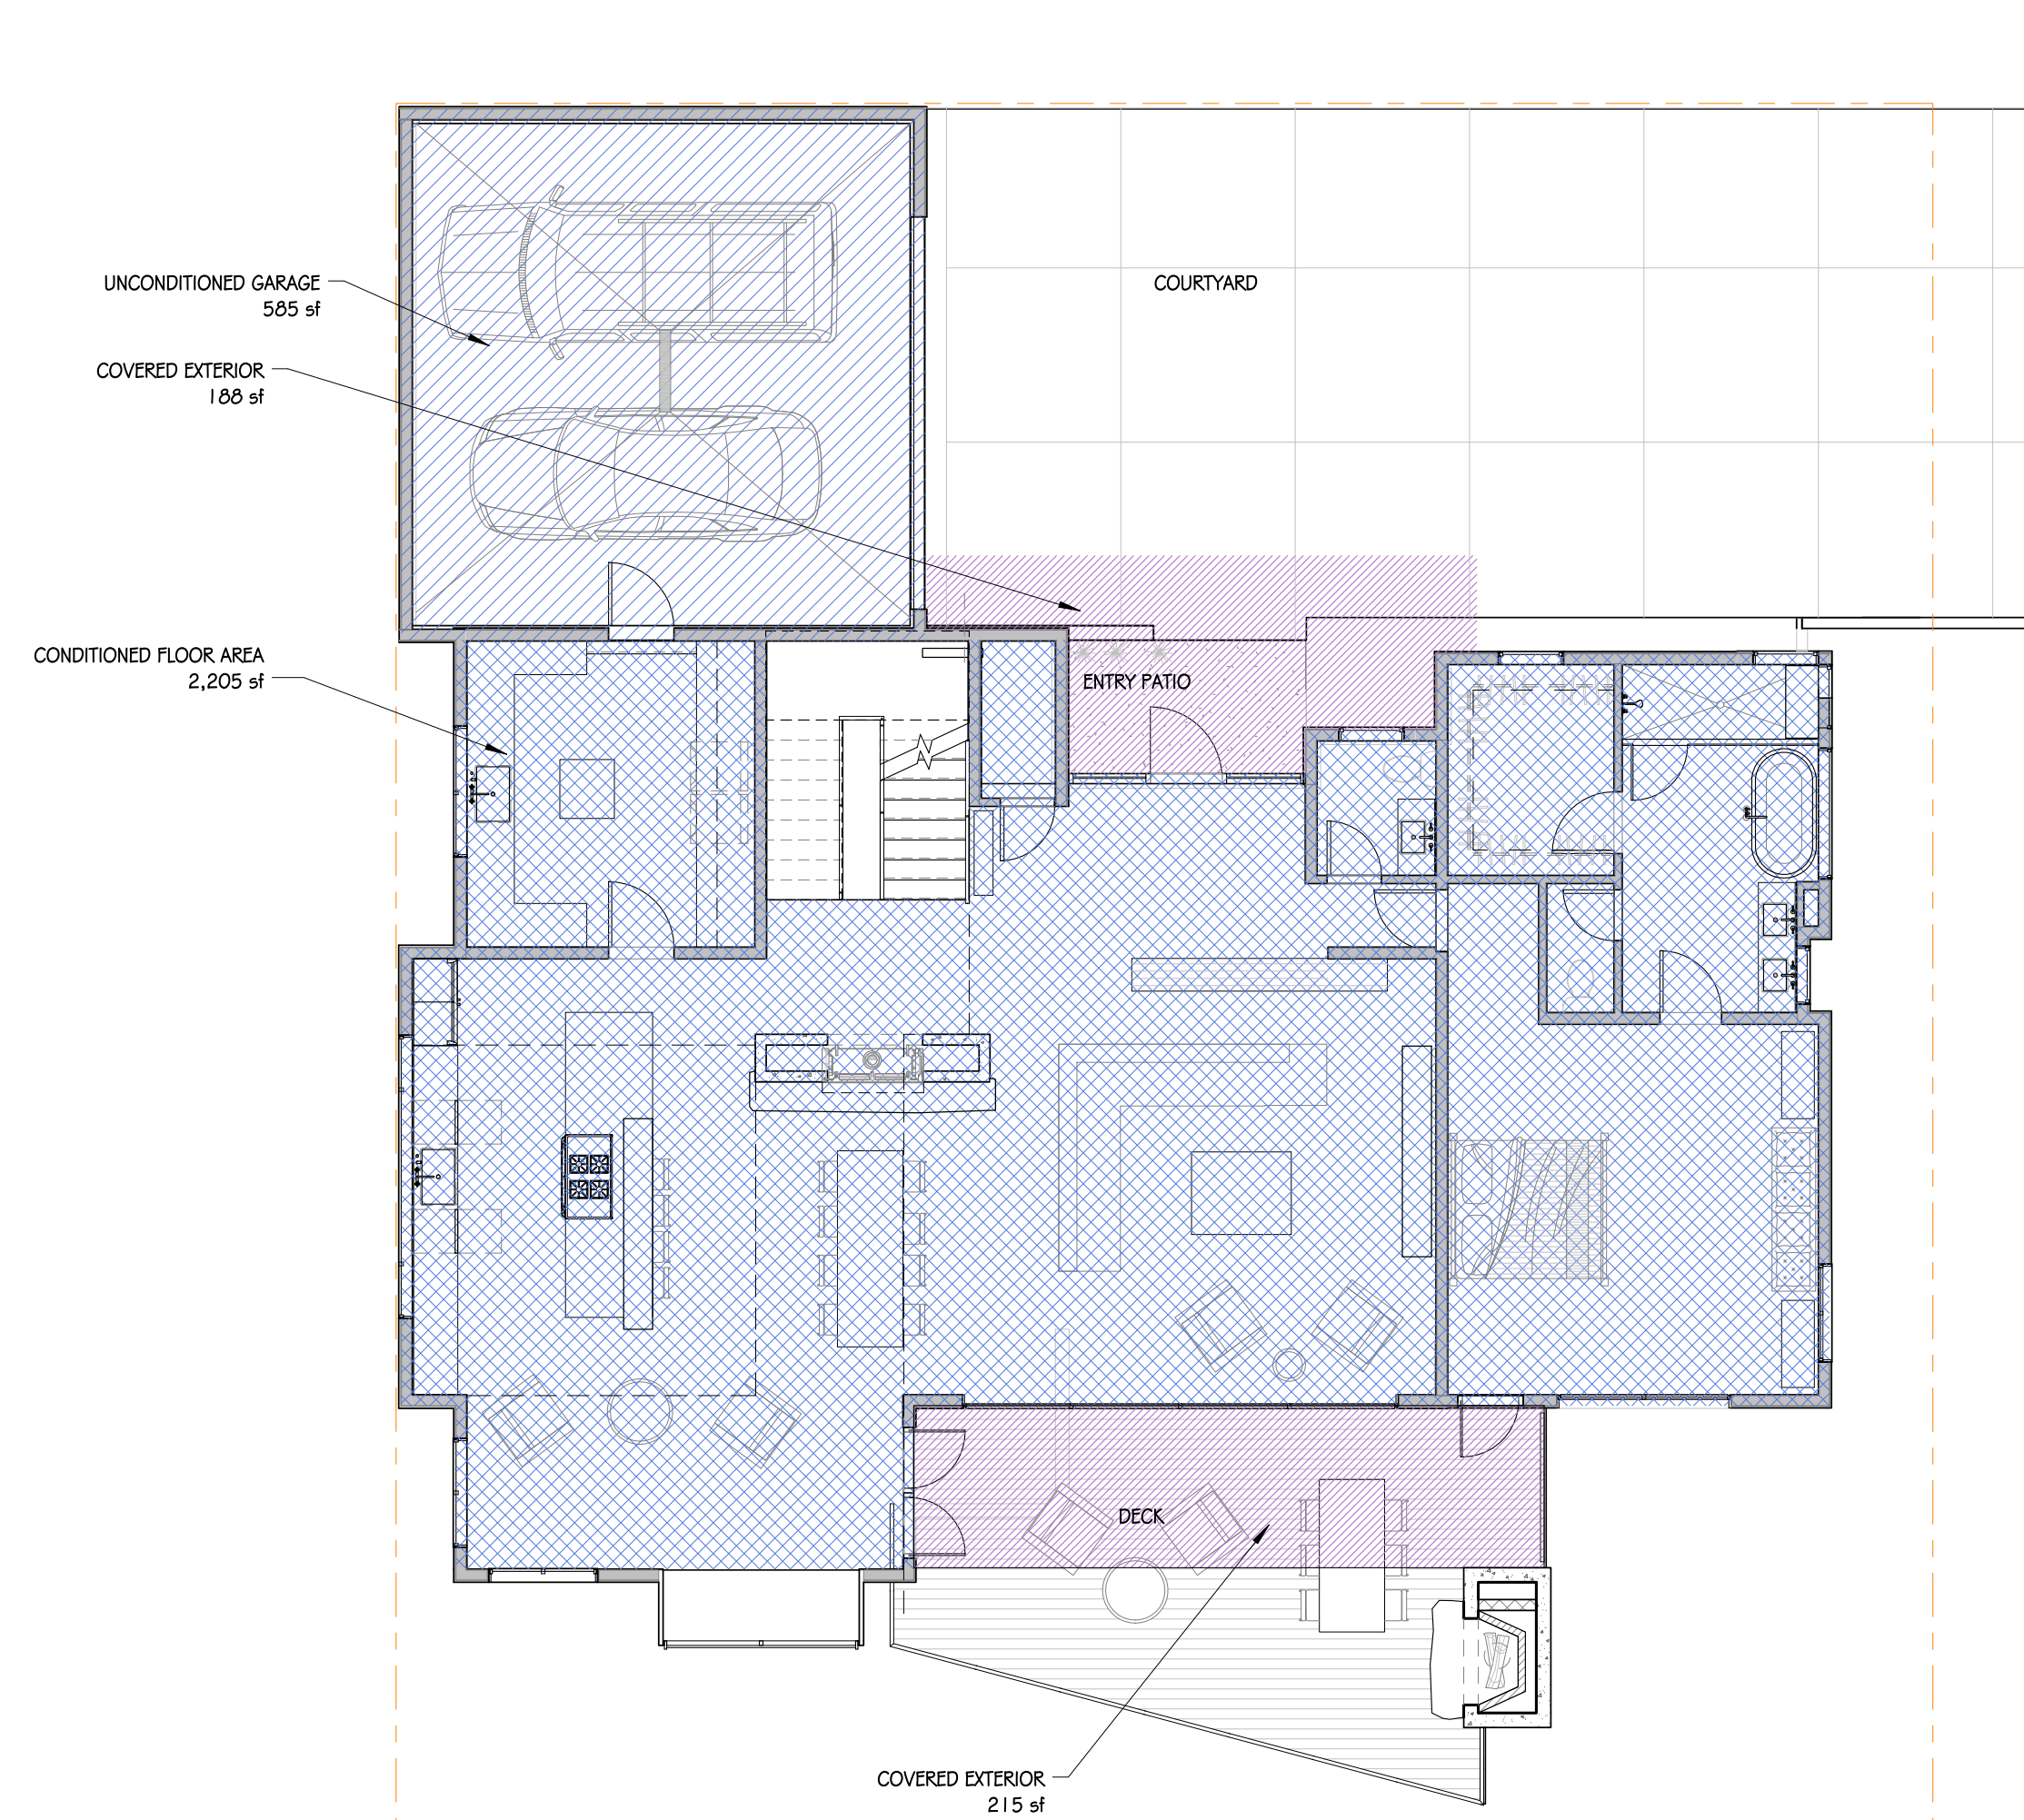 UNCONDITIONED GARAGE
585 sf
COURTYARD
COVERED EXTERIOR
188 sf
CONDITIONED FLOOR AREA
2,205 sf
ENTRY PATIO
DECK
COVERED EXTERIOR
215 sf